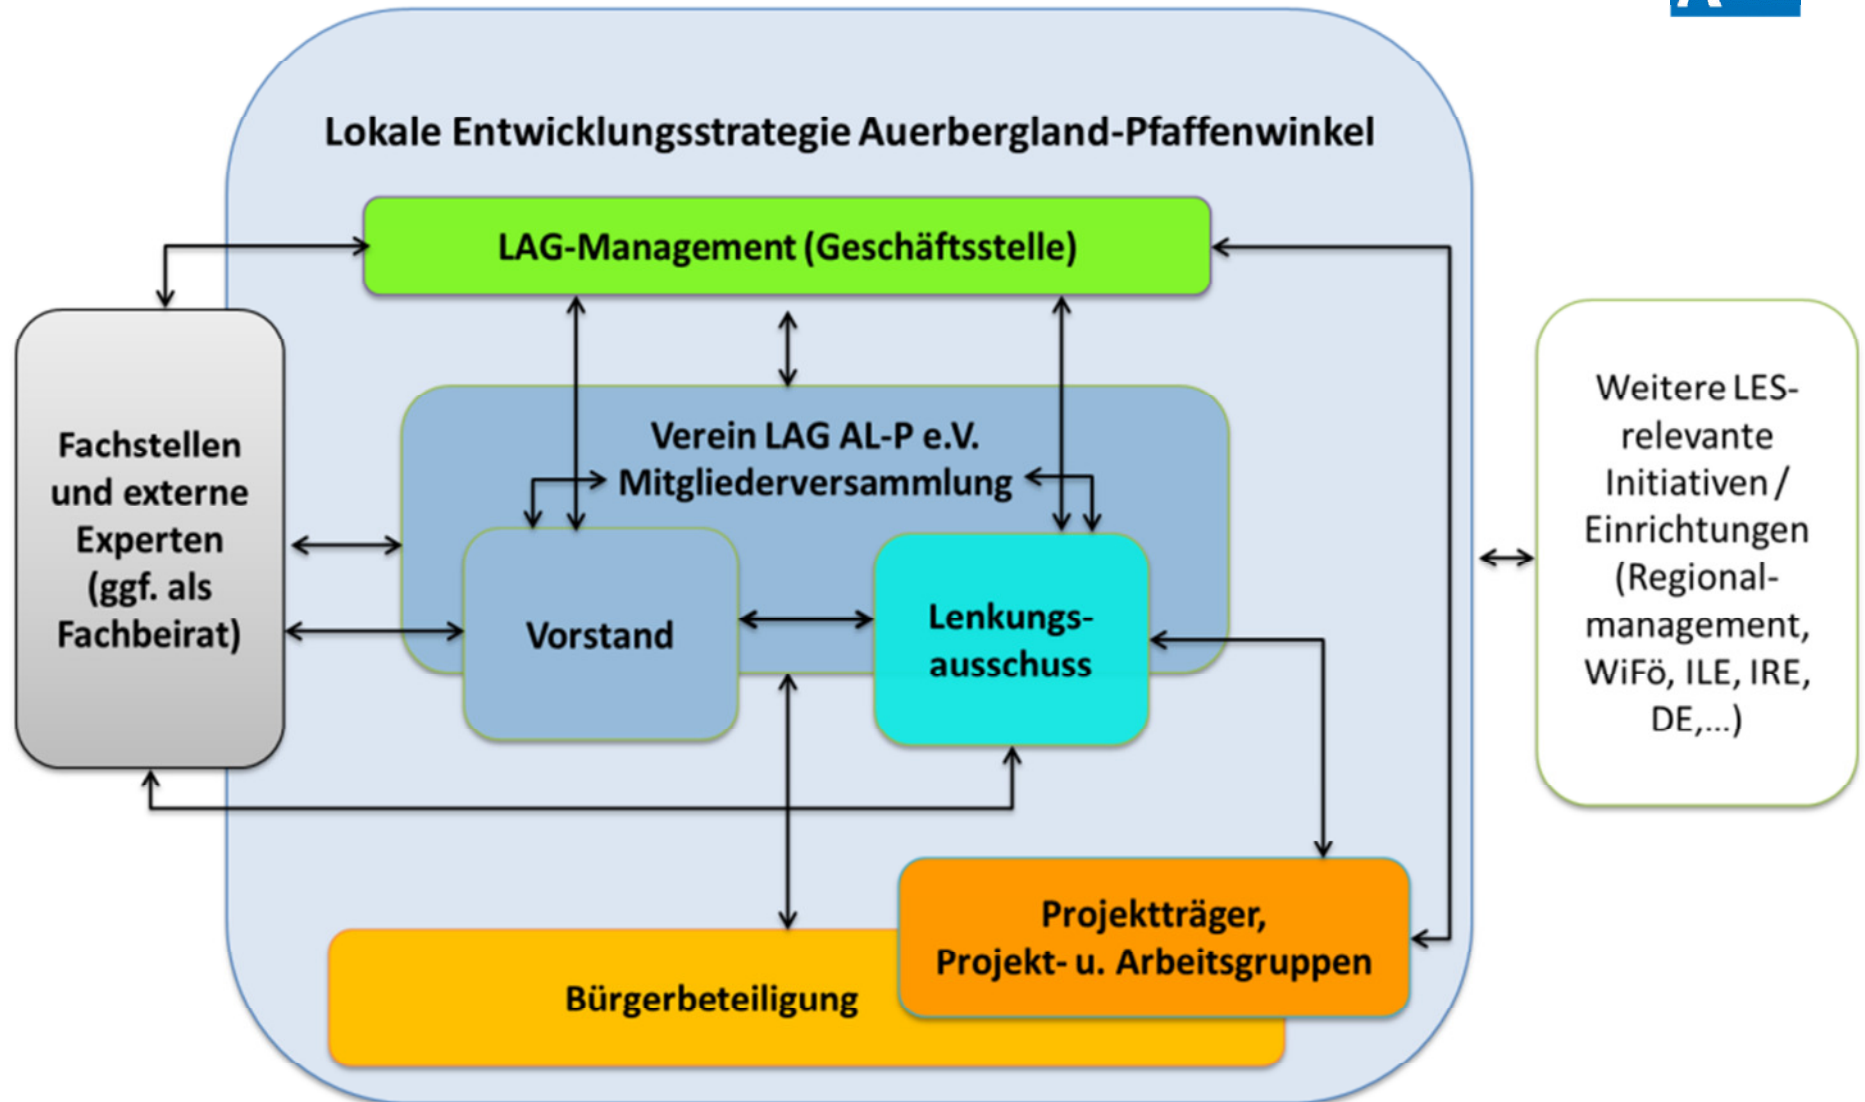 Lokale Entwicklungsstrategie Auerbergland-Pfaffenwinkel
LAG-Management (Geschäftsstelle)
Fachstellen
und externe
Experten
(ggf. als
Fachbeirat)
Verein LAG AL-P e.V.
Mitgliederversammlung
Vorstand
Lenkungs-
ausschuss
Weitere LES-
relevante
Initiativen /
Einrichtungen
(Regional-
management,
WiFö, ILE, IRE,
DE,...)
Projektträger,
Projekt- u. Arbeitsgruppen
Bürgerbeteiligung